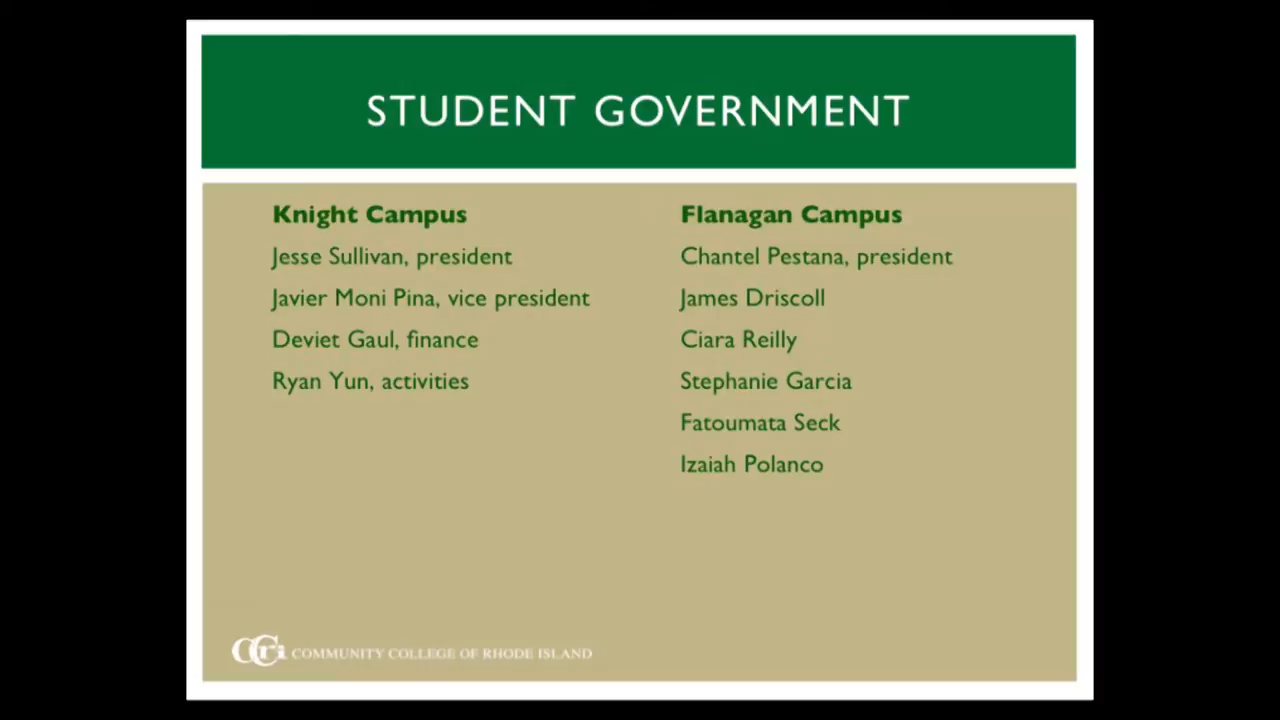 STUDENT GOVERNMENT
Knight Campus
Jesse Sullivan, president
Javier Moni Pina, vice president
Deviet Gaul, finance
Ryan Yun, activities
Flanagan Campus
Chantel Pestana, president
James Driscoll
Ciara Reilly
Stephanie Garcia
Fatoumata Seck
Izaiah Polanco
CCri COMMUNITY COLLEGE OF RHODE ISLAND